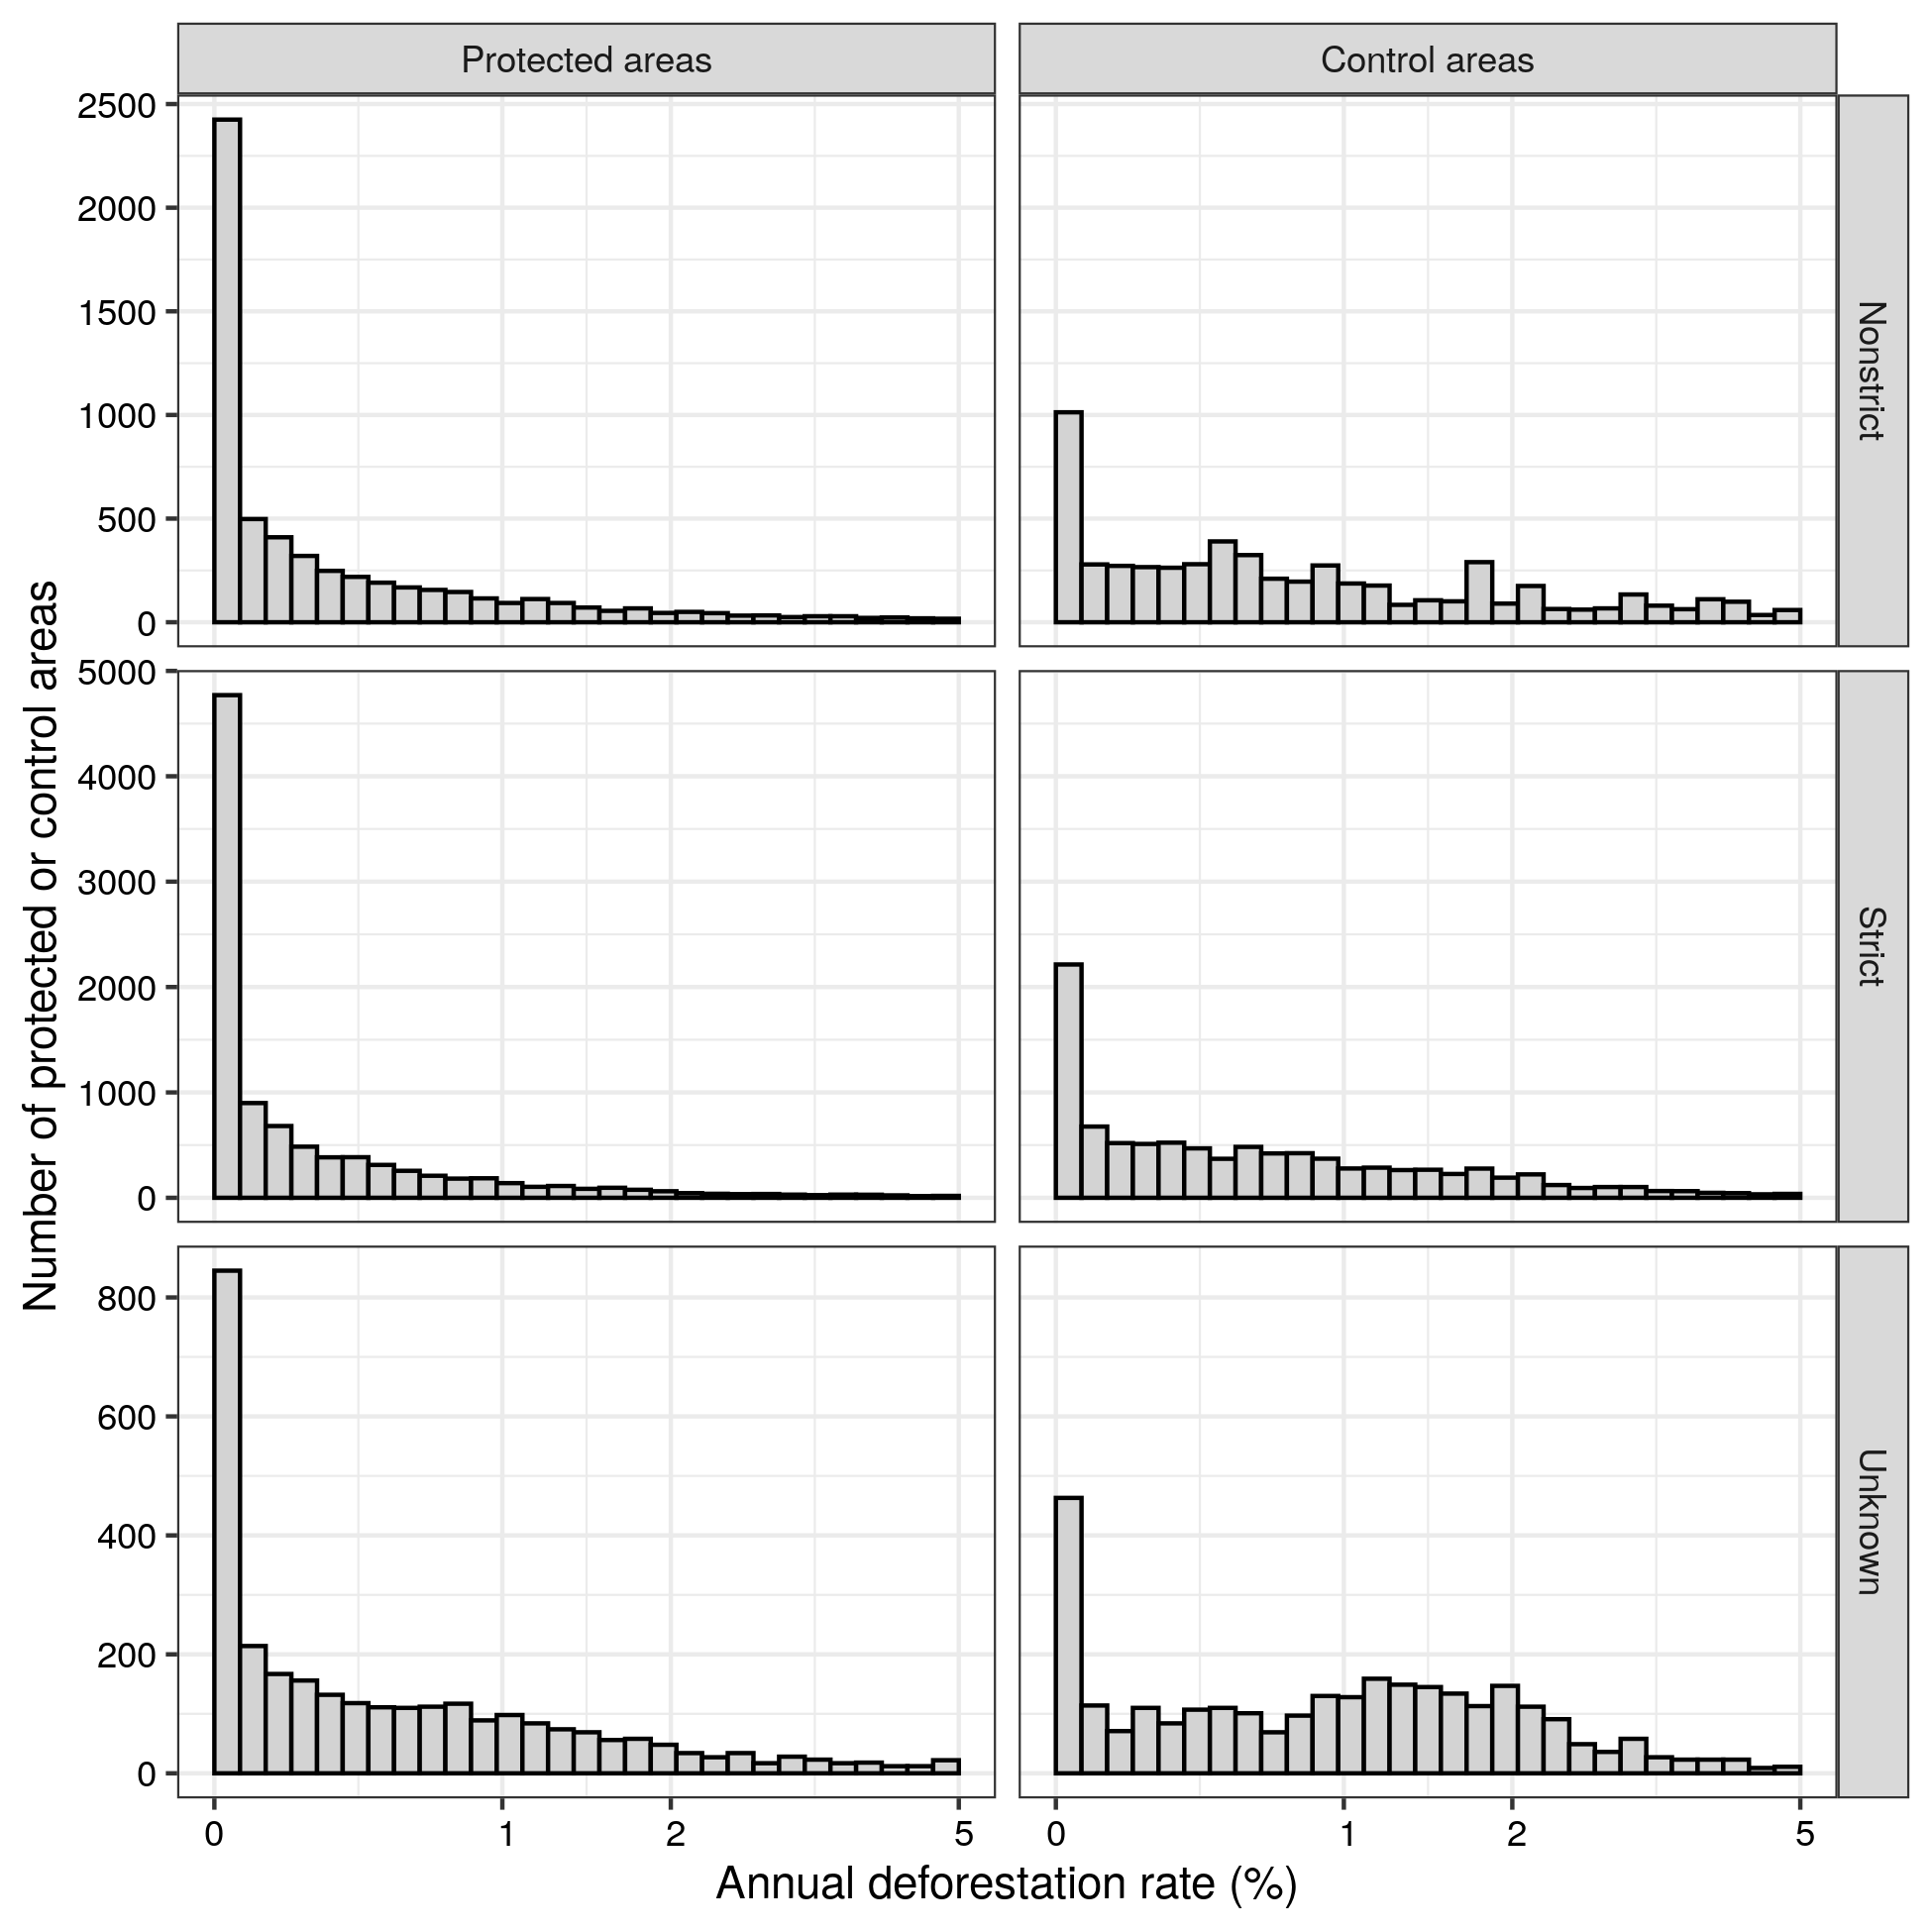 Protected areas
Control areas
2500
2000
1500
1000
500
0
Nonstrict
5000
4000
3000
2000
1000
0
Strict
800
600
400
200
0
Unknown
0 1 2 5
0 1 2 5
Number of protected or control areas
Annual deforestation rate (%)